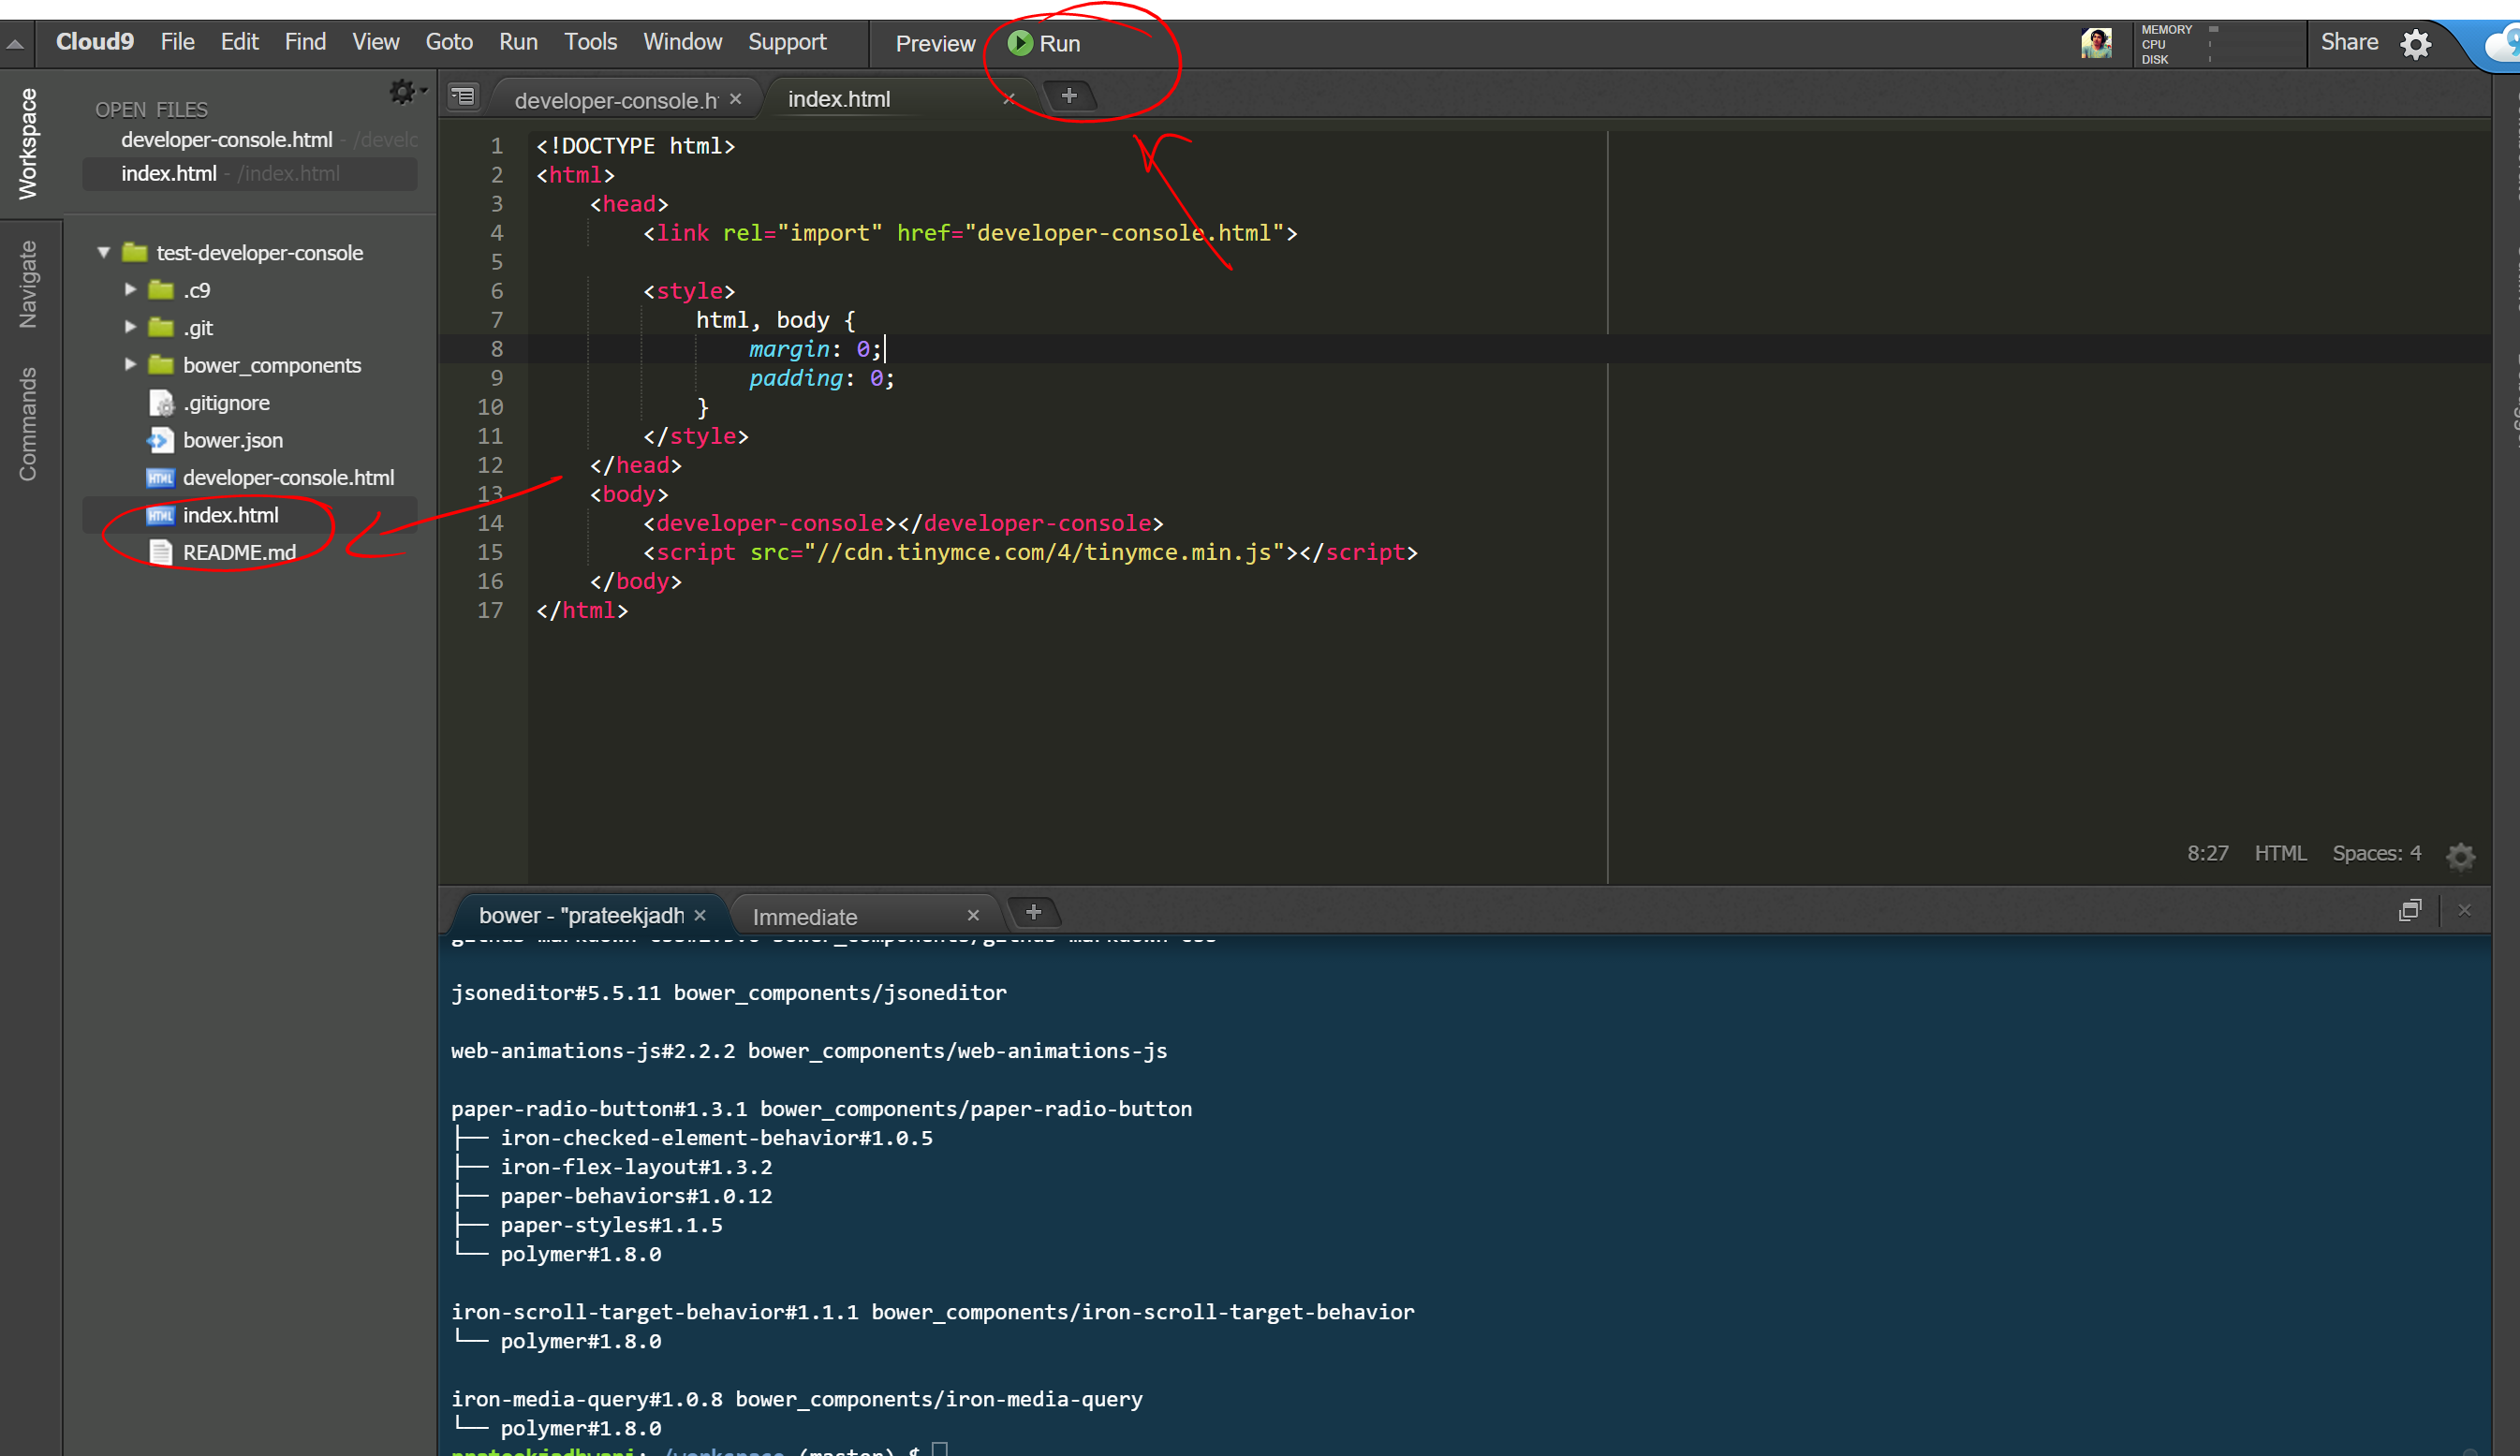 Cloud9 File Edit Find View Goto Run Tools Window Support Preview Run
MEMORY
CPU
DISK
Share
Workspace
Navigate
Commands
OPEN FILES
developer-console.html - /develc
index.html - /index.html
test-developer-console
.c9
.git
bower_components
.gitignore
bower.json
developer-console.html
index.html
README.md
developer-console.h index.html
1 <!DOCTYPE html>
2 <html>
3 <head>
4 <link rel="import" href="developer-console.html">
5
6 <style>
7 html, body {
8 margin: 0;
9 padding: 0;
10 }
11 </style>
12 </head>
13 <body>
14 <developer-console></developer-console>
15 <script src="//cdn.tinymce.com/4/tinymce.min.js"></script>
16 </body>
17 </html>
8:27 HTML Spaces: 4
bower - "prateekjadh Immediate
jsoneditor#5.5.11 bower_components/jsoneditor
web-animations-js#2.2.2 bower_components/web-animations-js
paper-radio-button#1.3.1 bower_components/paper-radio-button
├── iron-checked-element-behavior#1.0.5
├── iron-flex-layout#1.3.2
├── paper-behaviors#1.0.12
├── paper-styles#1.1.5
└── polymer#1.8.0
iron-scroll-target-behavior#1.1.1 bower_components/iron-scroll-target-behavior
└── polymer#1.8.0
iron-media-query#1.0.8 bower_components/iron-media-query
└── polymer#1.8.0